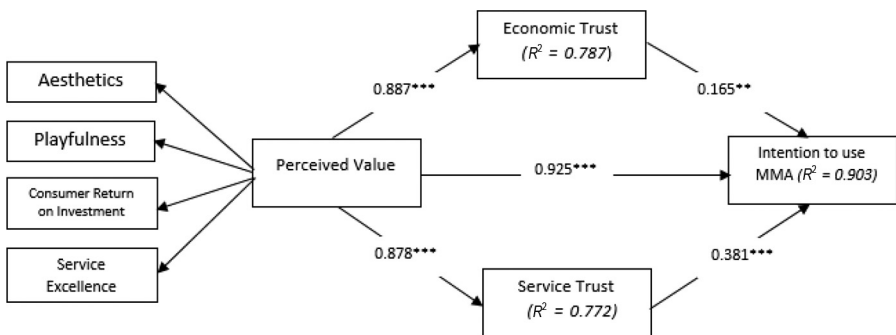 Economic Trust
(R² = 0.787)
Aesthetics
0.887***
0.165**
Playfulness
Perceived Value
0.925***
Intention to use
MMA (R² = 0.903)
Consumer Return
on Investment
0.878***
0.381***
Service
Excellence
Service Trust
(R² = 0.772)